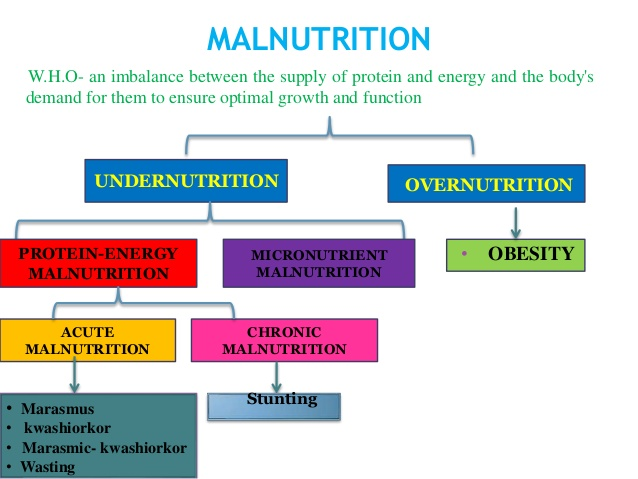 MALNUTRITION
W.H.O- an imbalance between the supply of protein and energy and the body's
demand for them to ensure optimal growth and function
UNDERNUTRITION
OVERNUTRITION
PROTEIN-ENERGY
MALNUTRITION
MICRONUTRIENT
MALNUTRITION
• OBESITY
ACUTE
MALNUTRITION
CHRONIC
MALNUTRITION
• Marasmus
• kwashiorkor
• Marasmic- kwashiorkor
• Wasting
Stunting